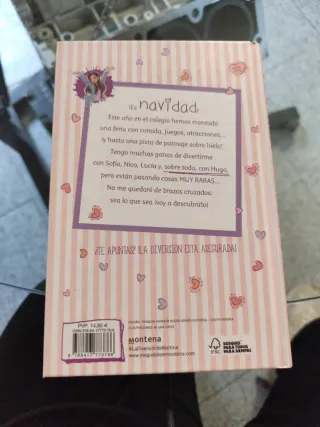 ¡Es navidad!
Este año en el colegio hemos montado
una feria con comida, juegos, atracciones...
¡y hasta una pista de patinaje sobre hielo!
Tengo muchas ganas de divertirme
con Sofía, Nico, Lucía y, sobre todo, con Hugo,
pero están pasando cosas MUY RARAS...
No me quedaré de brazos cruzados:
sea lo que sea ¡voy a descubrirlo!
¿TE APUNTAS? ¡LA DIVERSIÓN ESTÁ ASEGURADA!
PVP 14,95 €
montena
FSC
BOSQUES
PARA TODOS
PARA SIEMPRE